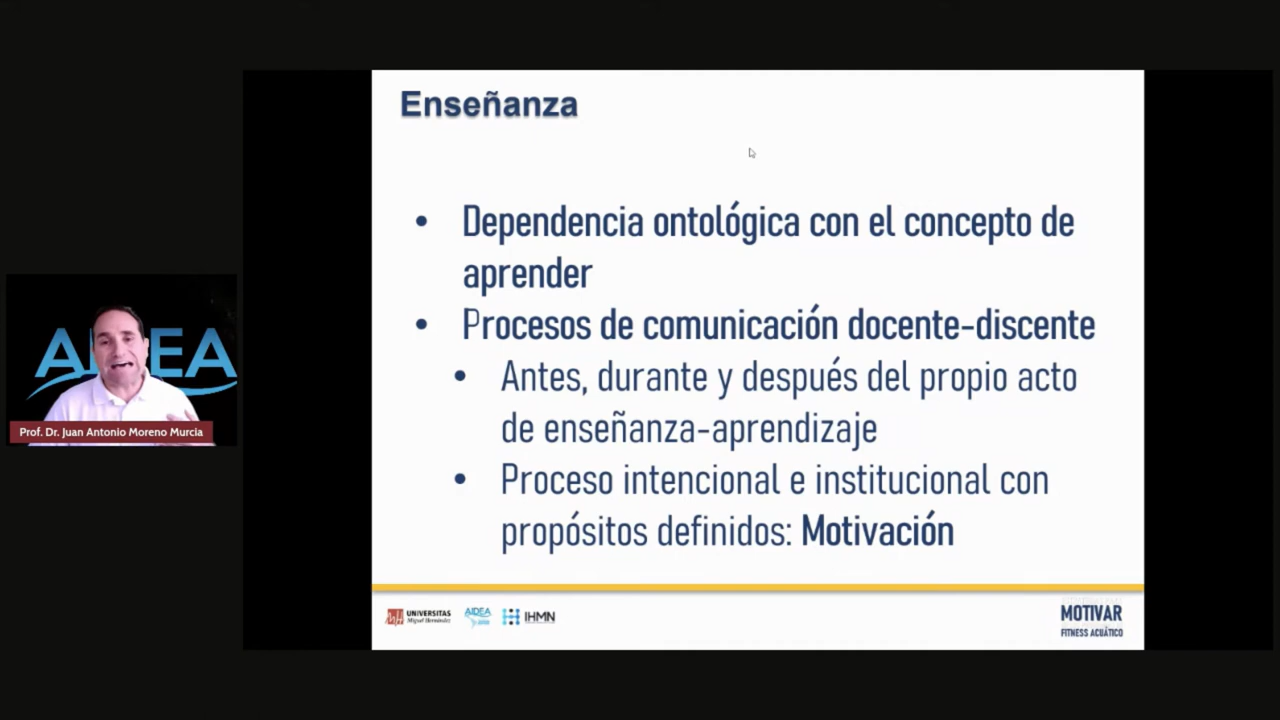 Enseñanza
• Dependencia ontológica con el concepto de
aprender
• Procesos de comunicación docente-discente
• Antes, durante y después del propio acto
de enseñanza-aprendizaje
• Proceso intencional e institucional con
propósitos definidos: Motivación
Prof. Dr. Juan Antonio Moreno Murcia
UNIVERSITAS
Miguel Hernández
AIDEA
IHMN
MOTIVAR
FITNESS ACUÁTICO